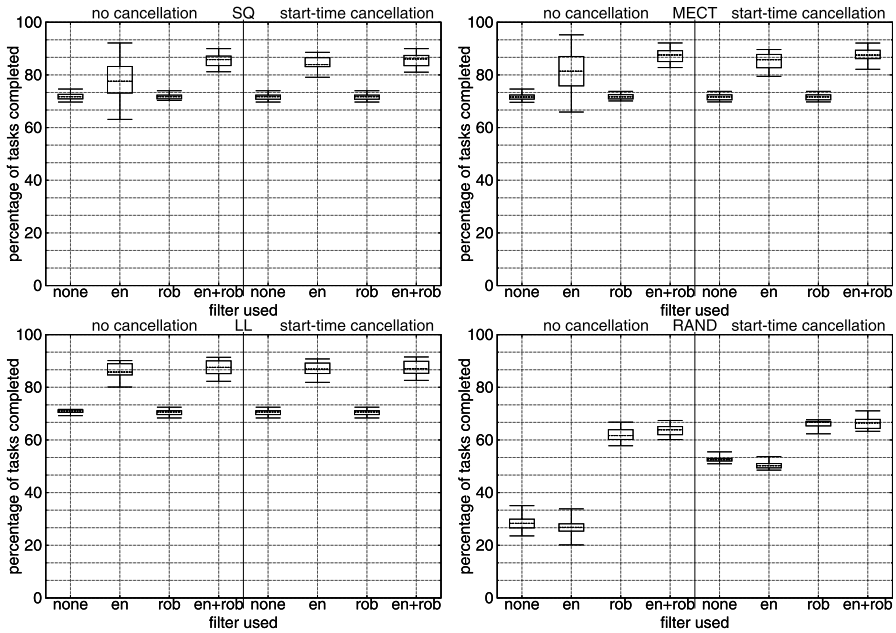 no cancellation SQ start-time cancellation
100
80
60
40
20
0
percentage of tasks completed
none en rob en+rob none en rob en+rob
filter used
no cancellation MECT start-time cancellation
100
80
60
40
20
0
percentage of tasks completed
none en rob en+rob none en rob en+rob
filter used
no cancellation LL start-time cancellation
100
80
60
40
20
0
percentage of tasks completed
none en rob en+rob none en rob en+rob
filter used
no cancellation RAND start-time cancellation
100
80
60
40
20
0
percentage of tasks completed
none en rob en+rob none en rob en+rob
filter used